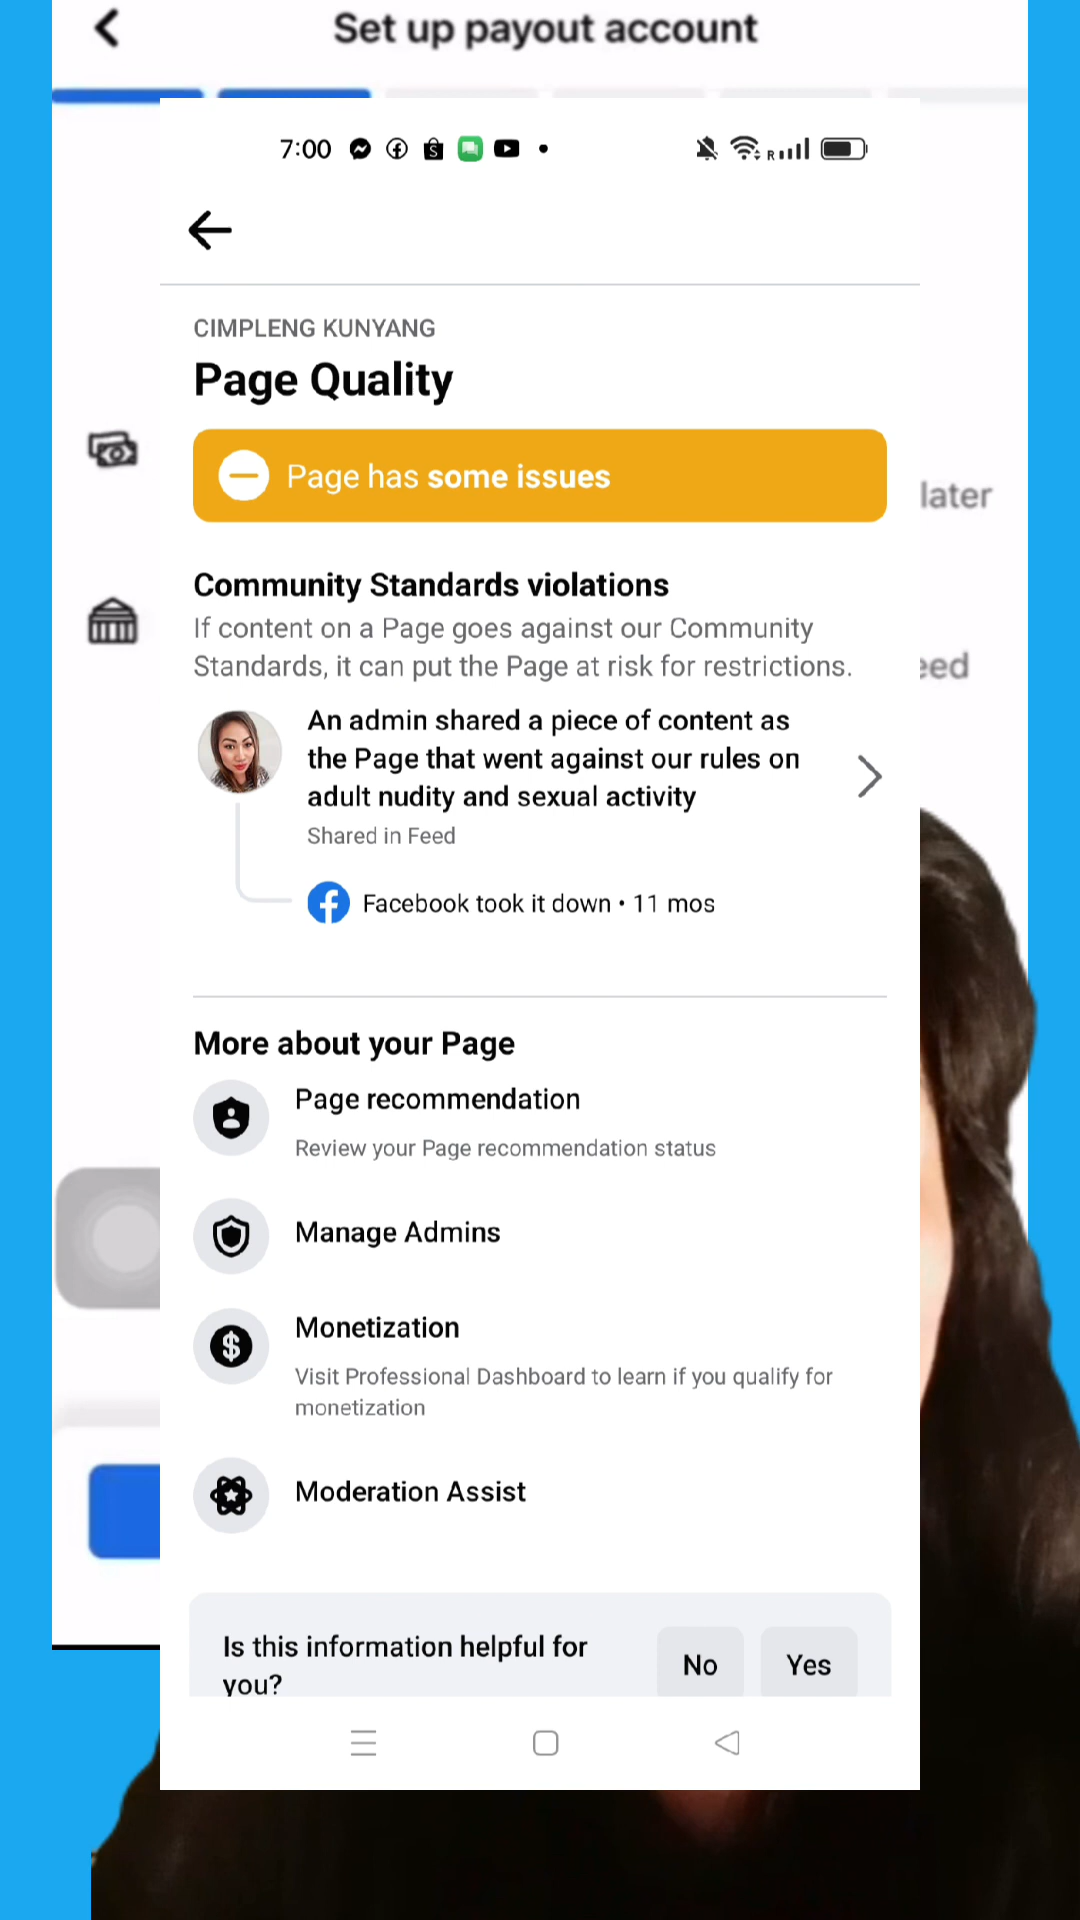 Set up payout account
7:00
R
CIMPLENG KUNYANG
Page Quality
Page has some issues
later
Community Standards violations
If content on a Page goes against our Community
Standards, it can put the Page at risk for restrictions.
eed
An admin shared a piece of content as
the Page that went against our rules on
adult nudity and sexual activity
Shared in Feed
Facebook took it down • 11 mos
More about your Page
Page recommendation
Review your Page recommendation status
Manage Admins
Monetization
Visit Professional Dashboard to learn if you qualify for
monetization
Moderation Assist
Is this information helpful for
you?
No
Yes